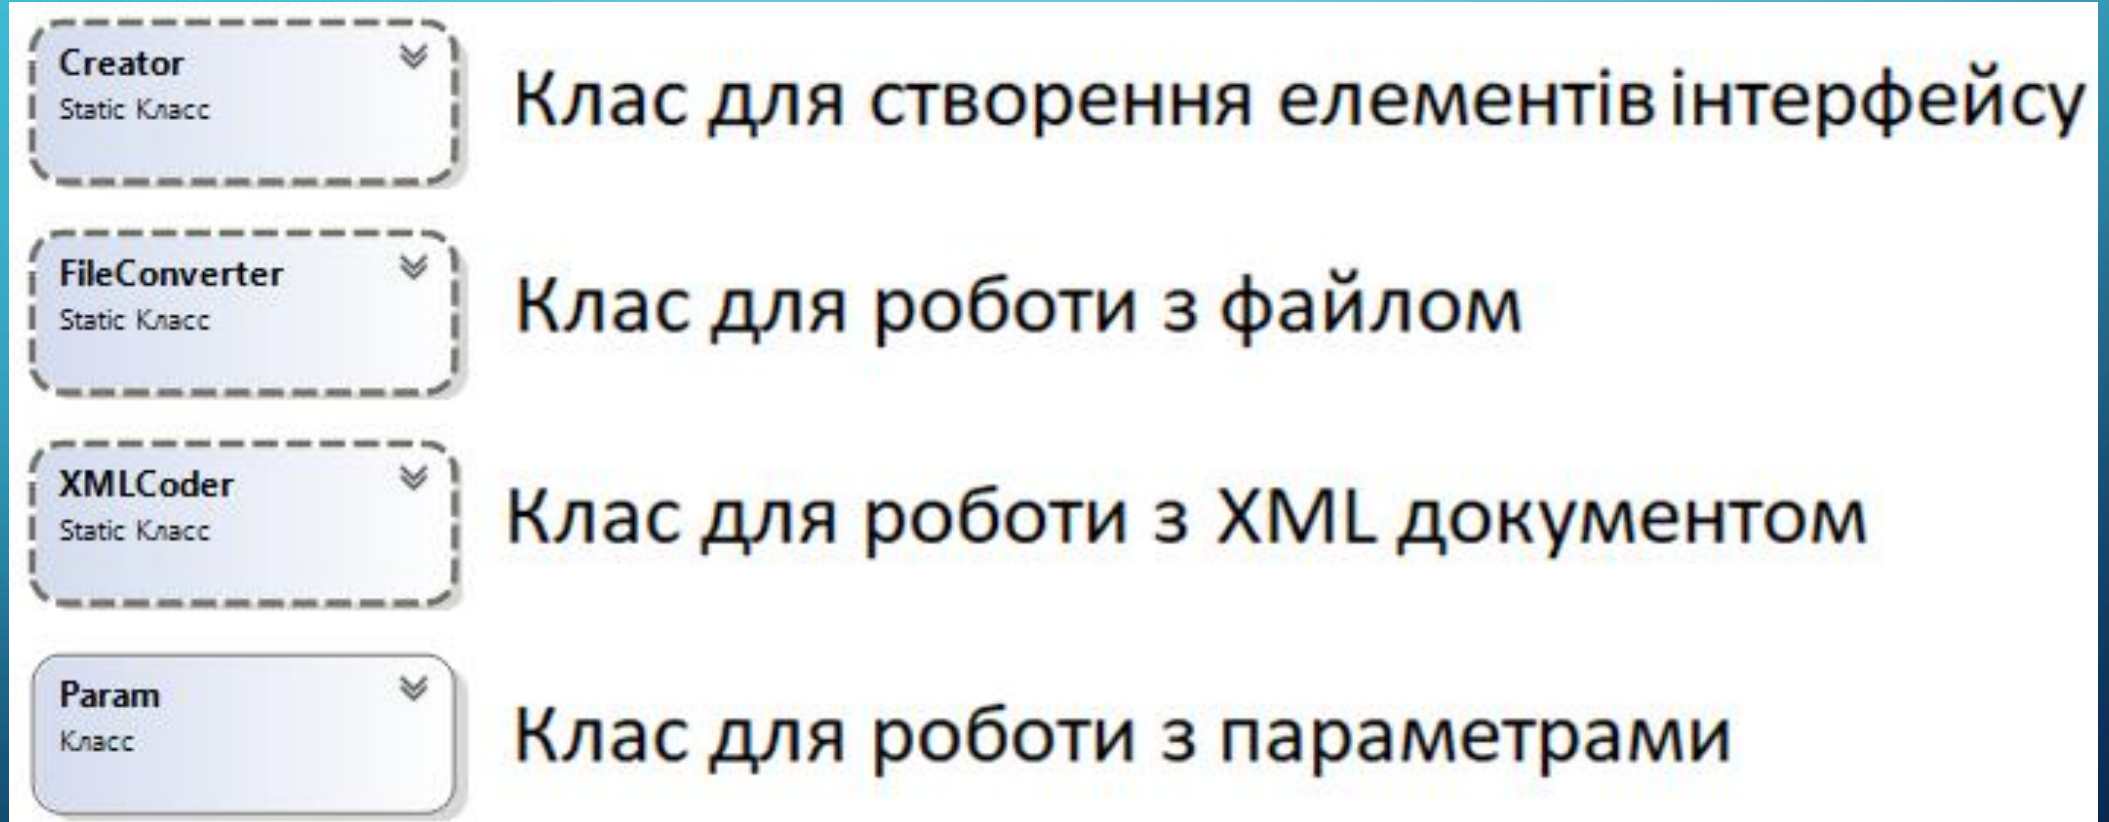 Creator
Static Класс
Клас для створення елементів інтерфейсу
FileConverter
Static Класс
Клас для роботи з файлом
XMLCoder
Static Класс
Клас для роботи з XML документом
Param
Класс
Клас для роботи з параметрами